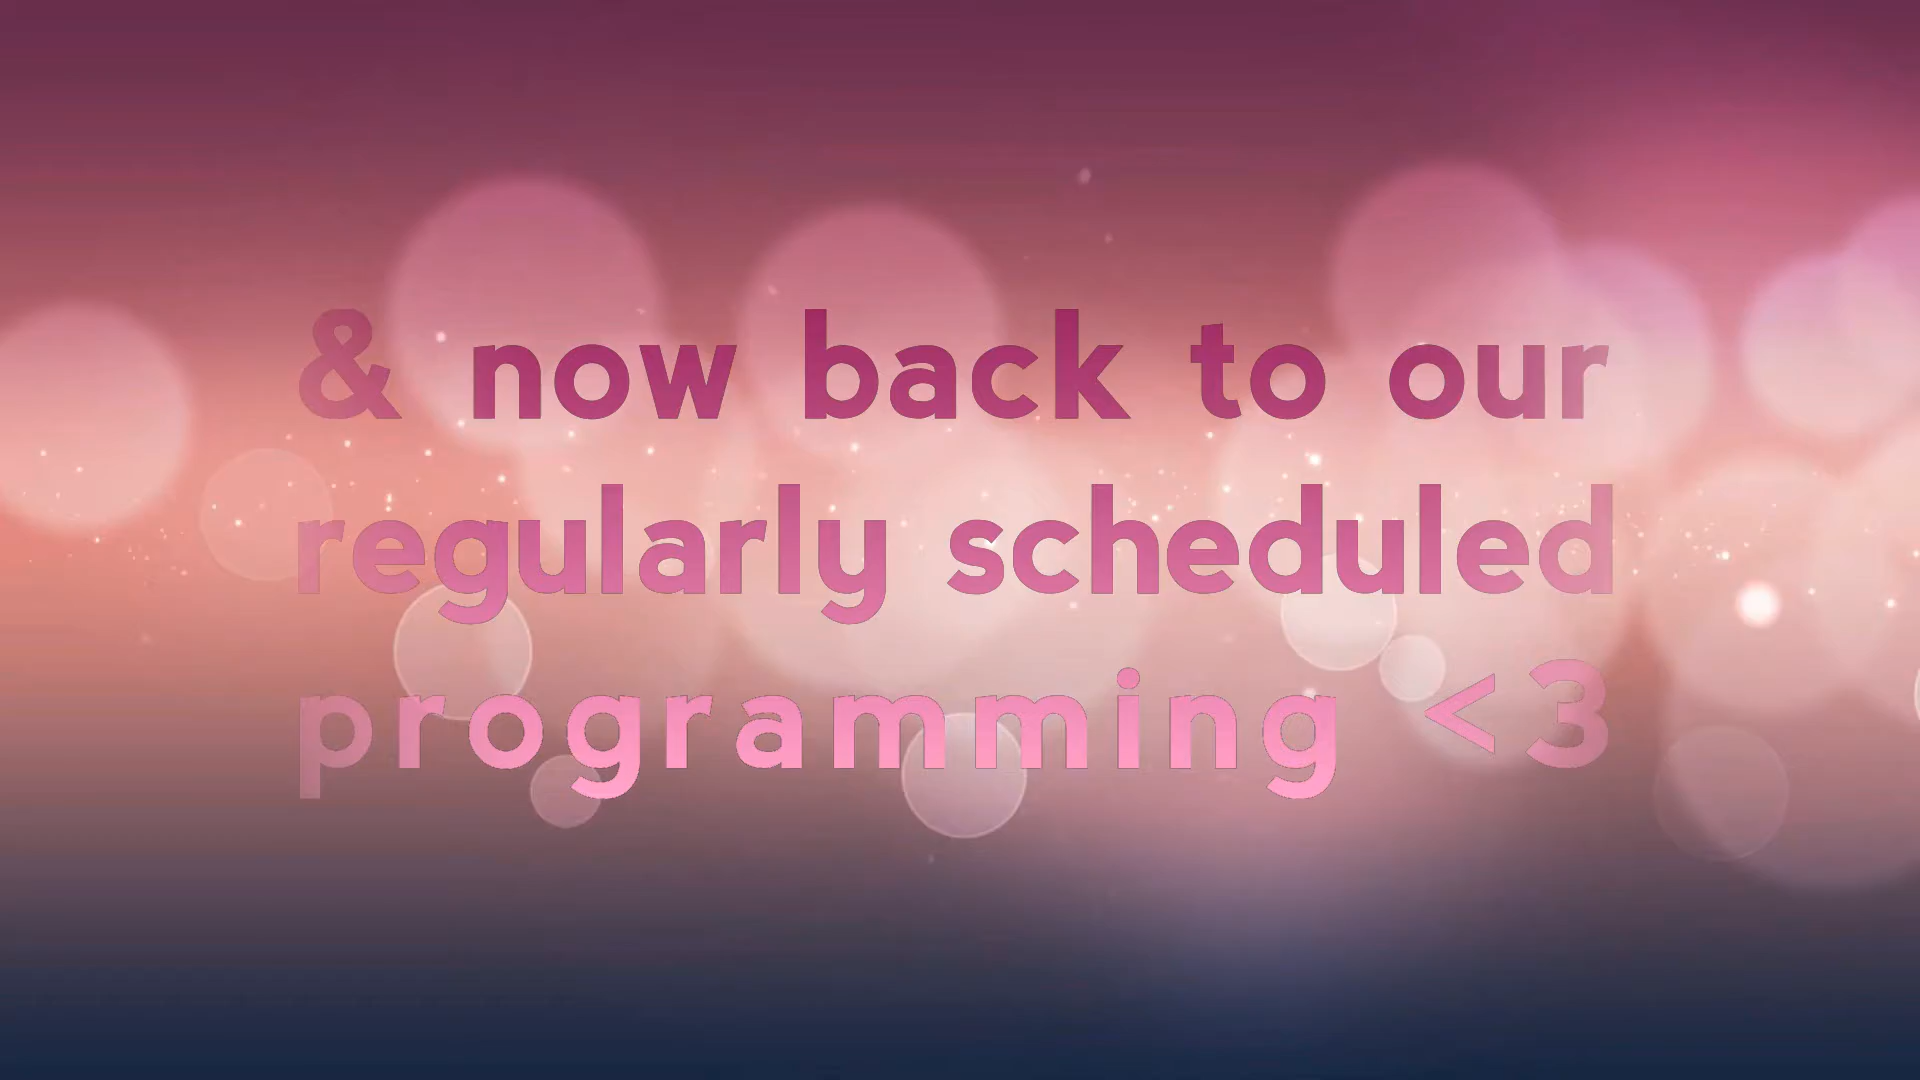 & now back to our
regularly scheduled
programming <3